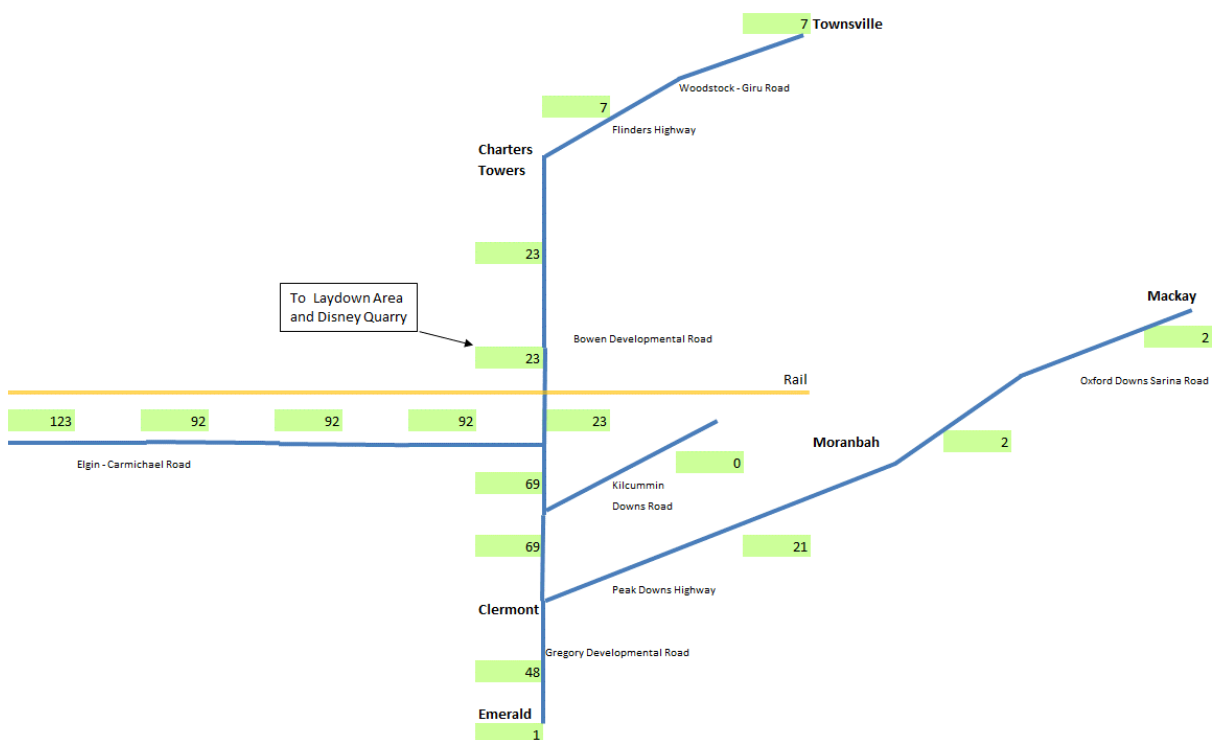 7 Townsville
Woodstock - Giru Road
7
Flinders Highway
Charters
Towers
23
To Laydown Area
and Disney Quarry
Mackay
2
Bowen Developmental Road
23
Rail
Oxford Downs Sarina Road
123 92 92 92 23
Moranbah
2
Elgin - Carmichael Road
0
69
Kilcummin
Downs Road
69
21
Peak Downs Highway
Clermont
Gregory Developmental Road
48
Emerald
1